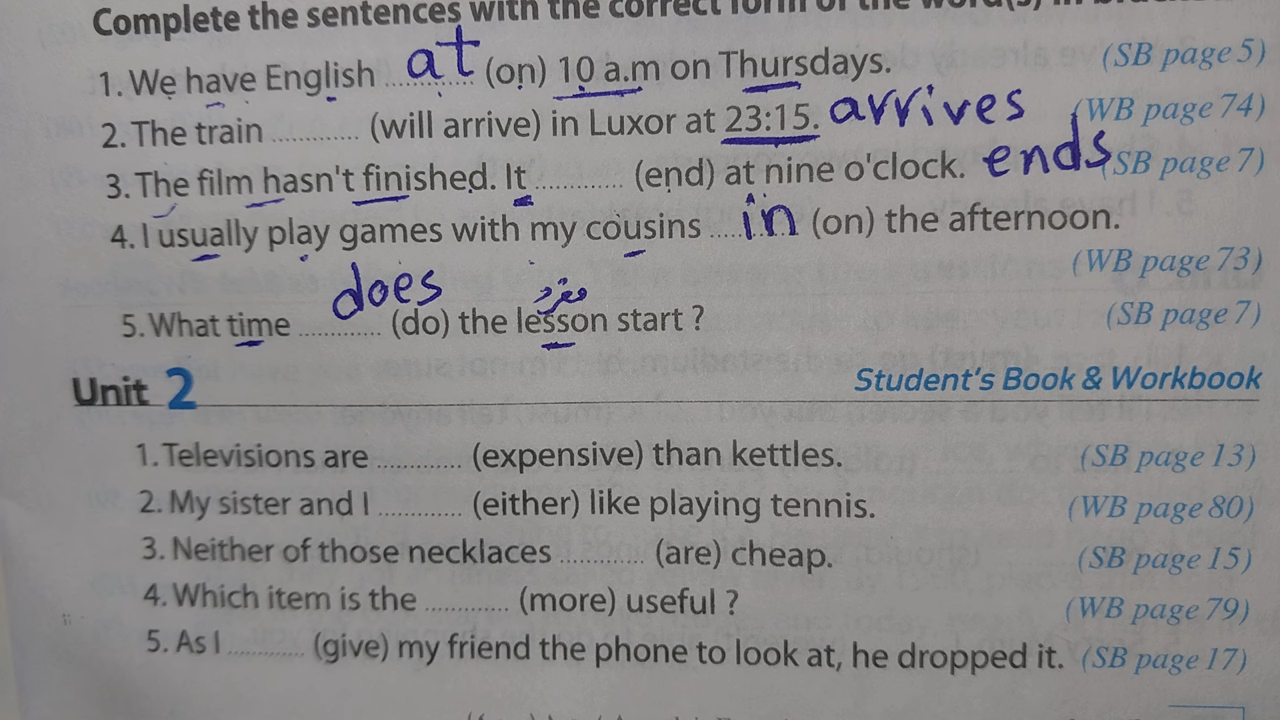 Complete the sentences with the correct form of the word(s) in
1. We have English ............ at (on) 10 a.m on Thursdays. (SB page 5)
2. The train ............ (will arrive) in Luxor at 23:15. arrives (WB page 74)
3. The film hasn't finished. It ............ (end) at nine o'clock. ends (SB page 7)
4. I usually play games with my cousins ............ in (on) the afternoon.
(WB page 73)
does مفرد
5. What time ............ (do) the lesson start ? (SB page 7)
Unit 2 Student's Book & Workbook
1. Televisions are ............ (expensive) than kettles. (SB page 13)
2. My sister and I ............ (either) like playing tennis. (WB page 80)
3. Neither of those necklaces ............ (are) cheap. (SB page 15)
4. Which item is the ............ (more) useful ? (WB page 79)
5. As I ............ (give) my friend the phone to look at, he dropped it. (SB page 17)